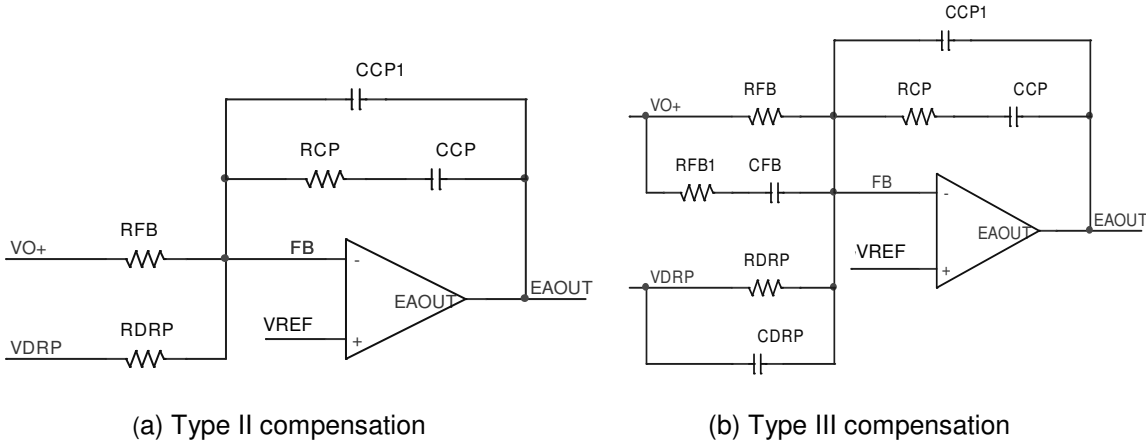 CCP1
RCP
CCP
RFB
VO+
FB
-
EAOUT
EAOUT
RDRP
VREF
VDRP
+
(a) Type II compensation
CCP1
RFB
RCP
CCP
VO+
RFB1
CFB
FB
-
EAOUT
EAOUT
RDRP
VREF
VDRP
+
CDRP
(b) Type III compensation